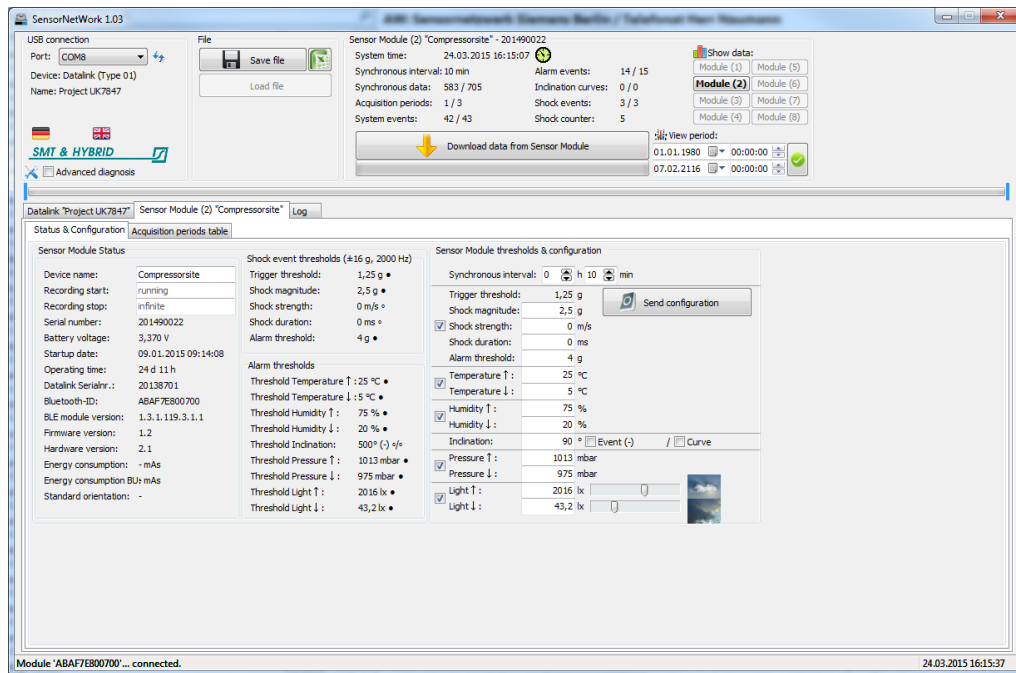 SensorNetWork 1.03
AWI Sensornetzwerk Siemens Berlin / Telefonat Herr Naumann
USB connection
Port: COM8
Device: Datalink (Type 01)
Name: Project UK7847
SMT & HYBRID
Advanced diagnosis
File
Save file
Load file
Sensor Module (2) "Compressorsite" - 201490022
System time: 24.03.2015 16:15:07
Synchronous interval: 10 min Alarm events: 14 / 15
Synchronous data: 583 / 705 Indination curves: 0 / 0
Acquisition periods: 1 / 3 Shock events: 3 / 3
System events: 42 / 43 Shock counter: 5
Download data from Sensor Module
Show data:
Module (1) Module (5)
Module (2) Module (6)
Module (3) Module (7)
Module (4) Module (8)
View period:
01.01.1980 00:00:00
07.02.2116 00:00:00
Datalink "Project UK7847" Sensor Module (2) "Compressorsite" Log
Status & Configuration Acquisition periods table
Sensor Module Status
Device name: Compressorsite
Recording start: running
Recording stop: infinite
Serial number: 201490022
Battery voltage: 3,370 V
Startup date: 09.01.2015 09:14:08
Operating time: 24 d 11 h
Datalink Serialnr.: 20138701
Bluetooth-ID: ABAF7E800700
BLE module version: 1.3.1.119.3.1.1
Firmware version: 1.2
Hardware version: 2.1
Energy consumption: - mAs
Energy consumption BU: mAs
Standard orientation: -
Shock event thresholds (±16 g, 2000 Hz)
Trigger threshold: 1,25 g ●
Shock magnitude: 2,5 g ●
Shock strength: 0 m/s ○
Shock duration: 0 ms ○
Alarm threshold: 4 g ●
Alarm thresholds
Threshold Temperature ↑ : 25 °C ●
Threshold Temperature ↓ : 5 °C ●
Threshold Humidity ↑ : 75 % ●
Threshold Humidity ↓ : 20 % ●
Threshold Inclination: 500° (-) ○/○
Threshold Pressure ↑ : 1013 mbar ●
Threshold Pressure ↓ : 975 mbar ●
Threshold Light ↑ : 2016 lx ●
Threshold Light ↓ : 43,2 lx ●
Sensor Module thresholds & configuration
Synchronous interval: 0 h 10 min
Trigger threshold: 1,25 g
Shock magnitude: 2,5 g
Shock strength: 0 m/s
Shock duration: 0 ms
Alarm threshold: 4 g
Send configuration
Temperature ↑ : 25 °C
Temperature ↓ : 5 °C
Humidity ↑ : 75 %
Humidity ↓ : 20 %
Inclination: 90 ° Event (-) / Curve
Pressure ↑ : 1013 mbar
Pressure ↓ : 975 mbar
Light ↑ : 2016 lx
Light ↓ : 43,2 lx
Module 'ABAF7E800700'... connected. 24.03.2015 16:15:37